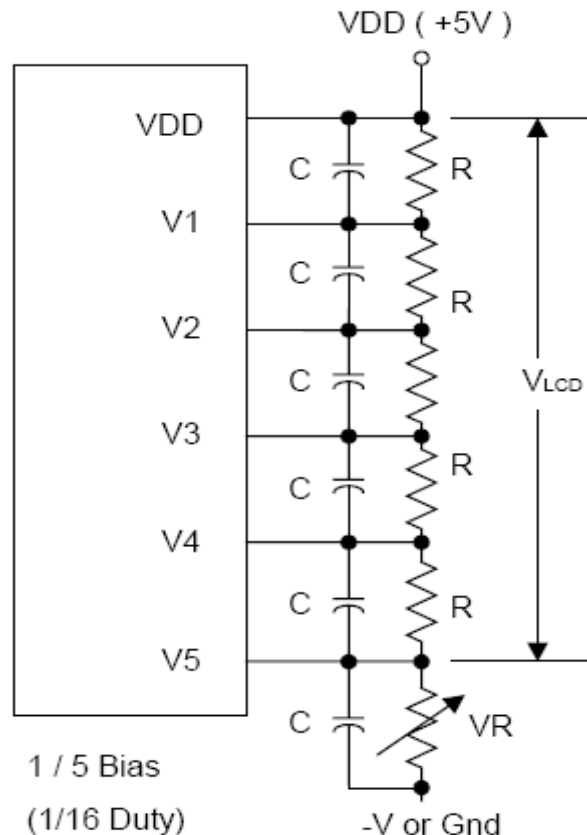 VDD ( +5V )
VDD
C
R
V1
C
R
V2
C
VLCD
V3
R
C
V4
C
R
V5
C
VR
1 / 5 Bias
(1/16 Duty)
-V or Gnd